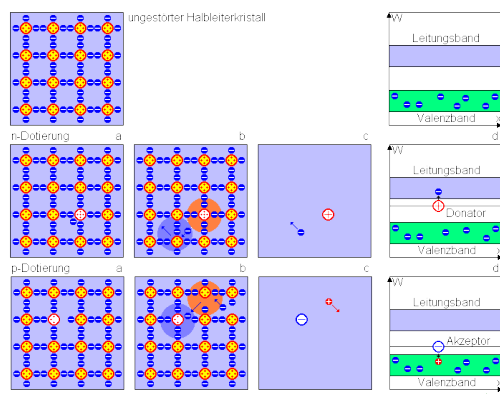 ungestörter Halbleiterkristall
W
Leitungsband
Valenzband
x
n-Dotierung
a
b
c
d
W
Leitungsband
Donator
Valenzband
x
p-Dotierung
a
b
c
d
W
Leitungsband
Akzeptor
Valenzband
x